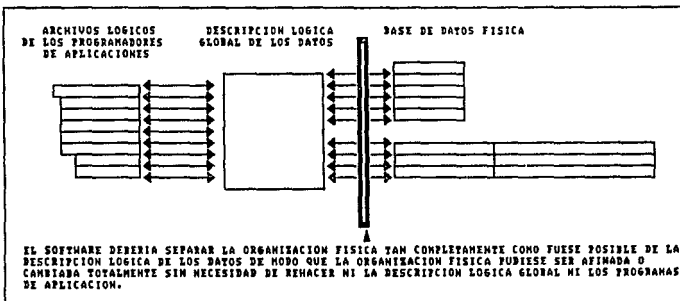 ARCHIVOS LOGICOS
DE LOS PROGRAMADORES
DE APLICACIONES
DESCRIPCION LOGICA
GLOBAL DE LOS DATOS
BASE DE DATOS FISICA
EL SOFTWARE DEBERIA SEPARAR LA ORGANIZACION FISICA TAN COMPLETAMENTE COMO FUESE POSIBLE DE LA
DESCRIPCION LOGICA DE LOS DATOS DE MODO QUE LA ORGANIZACION FISICA PUDIESE SER AFINADA O
CAMBIADA TOTALMENTE SIN NECESIDAD DE REHACER NI LA DESCRIPCION LOGICA GLOBAL NI LOS PROGRAMAS
DE APLICACION.